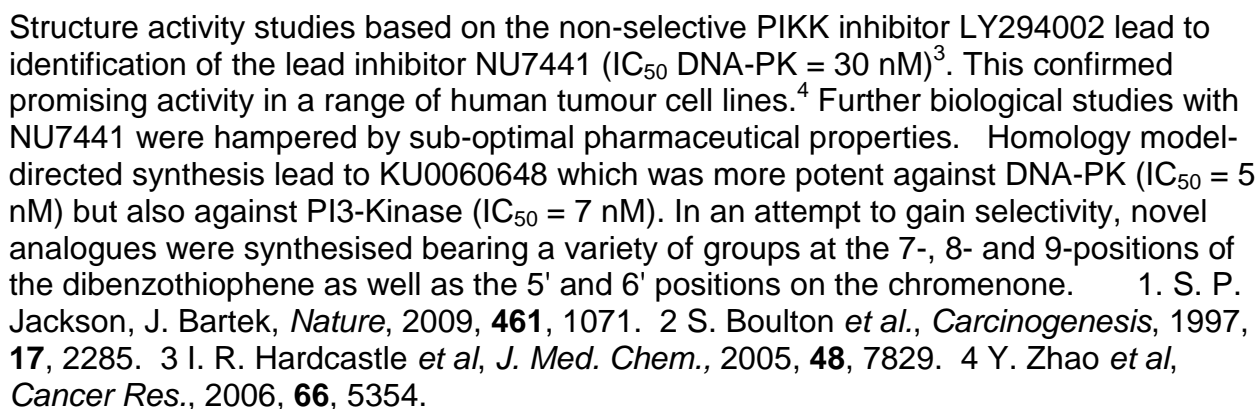 Structure activity studies based on the non-selective PIKK inhibitor LY294002 lead to
identification of the lead inhibitor NU7441 (IC50 DNA-PK = 30 nM)3. This confirmed
promising activity in a range of human tumour cell lines.4 Further biological studies with
NU7441 were hampered by sub-optimal pharmaceutical properties. Homology model-
directed synthesis lead to KU0060648 which was more potent against DNA-PK (IC50 = 5
nM) but also against PI3-Kinase (IC50 = 7 nM). In an attempt to gain selectivity, novel
analogues were synthesised bearing a variety of groups at the 7-, 8- and 9-positions of
the dibenzothiophene as well as the 5' and 6' positions on the chromenone. 1. S. P.
Jackson, J. Bartek, Nature, 2009, 461, 1071. 2 S. Boulton et al., Carcinogenesis, 1997,
17, 2285. 3 I. R. Hardcastle et al, J. Med. Chem., 2005, 48, 7829. 4 Y. Zhao et al,
Cancer Res., 2006, 66, 5354.